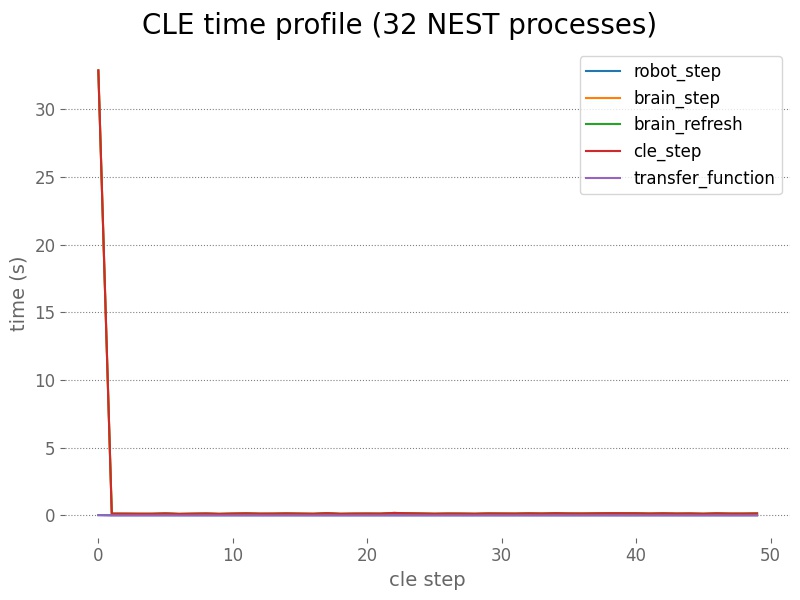 CLE time profile (32 NEST processes)
robot_step
brain_step
brain_refresh
cle_step
transfer_function
time (s)
30
25
20
15
10
5
0
0 10 20 30 40 50
cle step